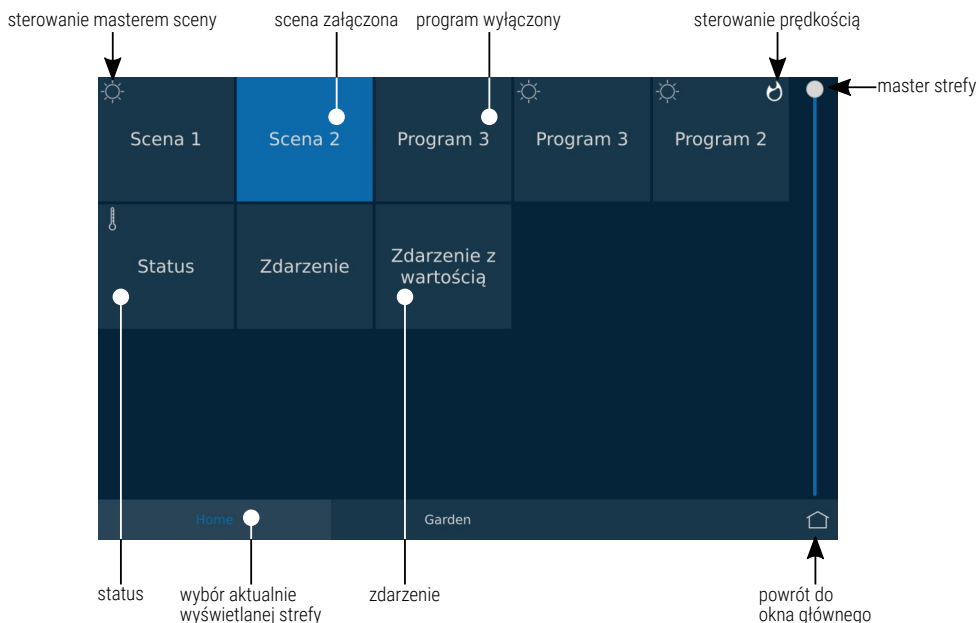 sterowanie masterem sceny
scena załączona
program wyłączony
sterowanie prędkością
master strefy
Scena 1
Scena 2
Program 3
Program 3
Program 2
Status
Zdarzenie
Zdarzenie z
wartością
Home
Garden
status
wybór aktualnie
wyświetlanej strefy
zdarzenie
powrót do
okna głównego